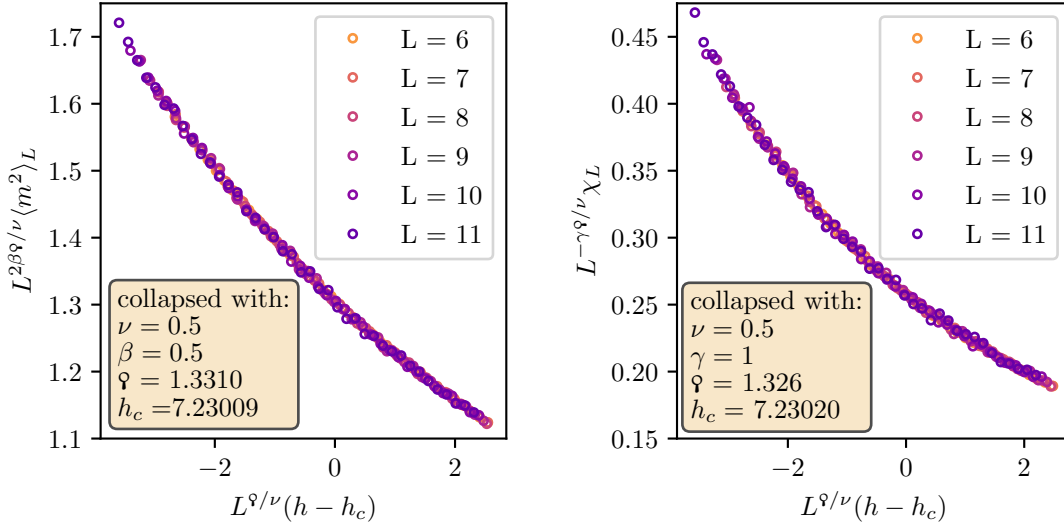 1.7
1.6
1.5
1.4
1.3
1.2
1.1
L^{2βϙ/ν}⟨m²⟩_L
L = 6
L = 7
L = 8
L = 9
L = 10
L = 11
collapsed with:
ν = 0.5
β = 0.5
ϙ = 1.3310
h_c =7.23009
−2 0 2
L^{ϙ/ν}(h − h_c)
0.45
0.40
0.35
0.30
0.25
0.20
0.15
L^{−γϙ/ν}χ_L
L = 6
L = 7
L = 8
L = 9
L = 10
L = 11
collapsed with:
ν = 0.5
γ = 1
ϙ = 1.326
h_c = 7.23020
−2 0 2
L^{ϙ/ν}(h − h_c)